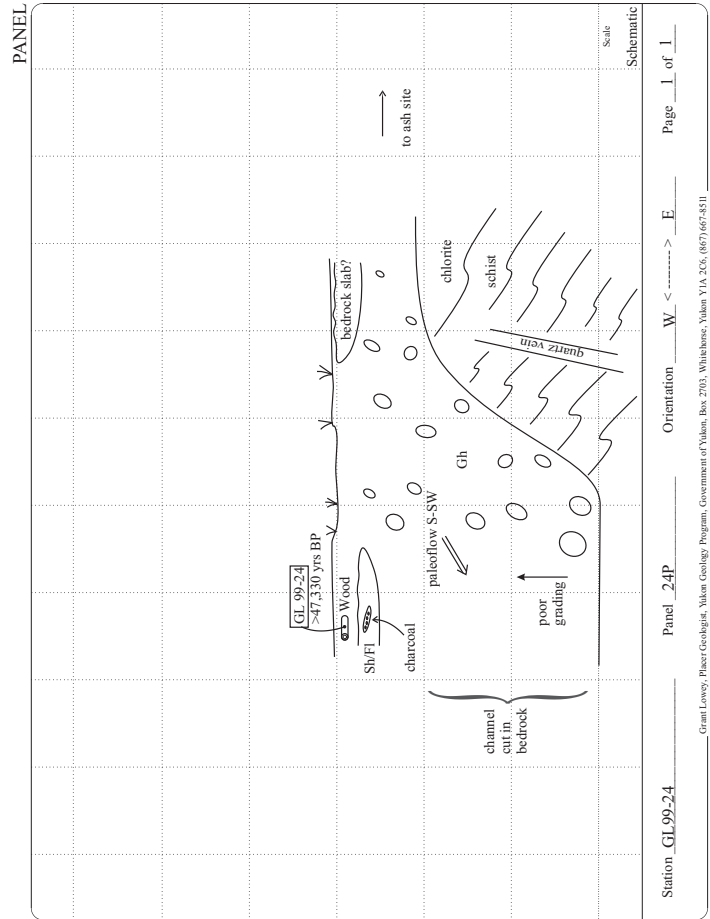 PANEL
GL 99-24
>47,330 yrs BP
Wood
Sh/Fl
charcoal
bedrock slab?
to ash site
paleoflow S-SW
Gh
chlorite
schist
quartz vein
poor
grading
channel
cut in
bedrock
Scale
Schematic
Station GL99-24 Panel 24P Orientation W < -------- > E Page 1 of 1
Grant Lowey, Placer Geologist, Yukon Geology Program, Government of Yukon, Box 2703, Whitehorse, Yukon Y1A 2C6, (867) 667-8511